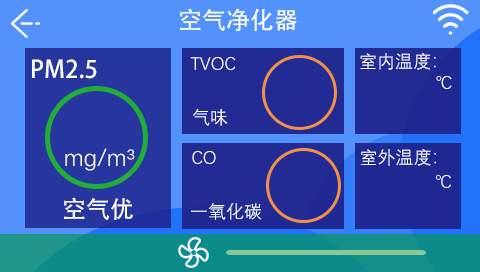 空气净化器
PM2.5
mg/m³
空气优
TVOC
气味
CO
一氧化碳
室内温度：
℃
室外温度：
℃